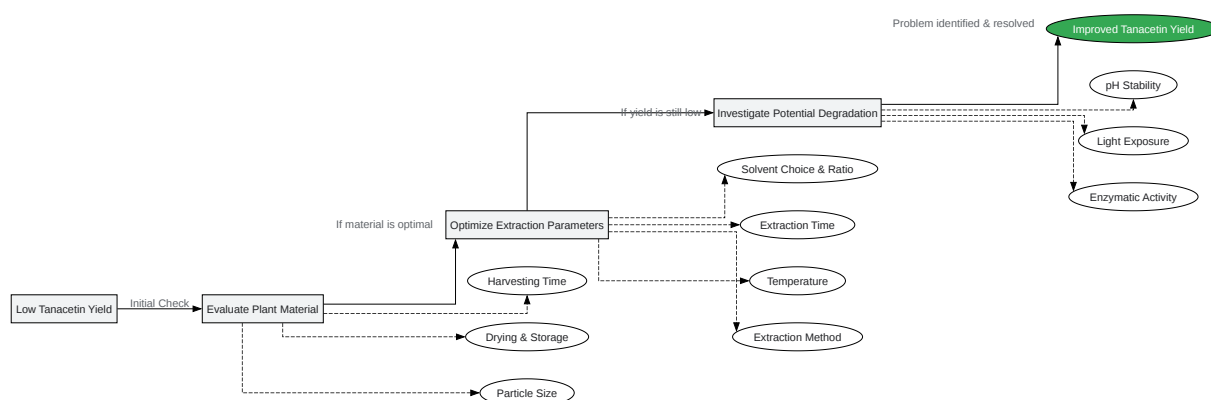 Problem identified & resolved
Improved Tanacetin Yield
pH Stability
If yield is still low
Investigate Potential Degradation
Light Exposure
Solvent Choice & Ratio
Enzymatic Activity
If material is optimal
Optimize Extraction Parameters
Extraction Time
Harvesting Time
Temperature
Low Tanacetin Yield
Initial Check
Evaluate Plant Material
Drying & Storage
Extraction Method
Particle Size